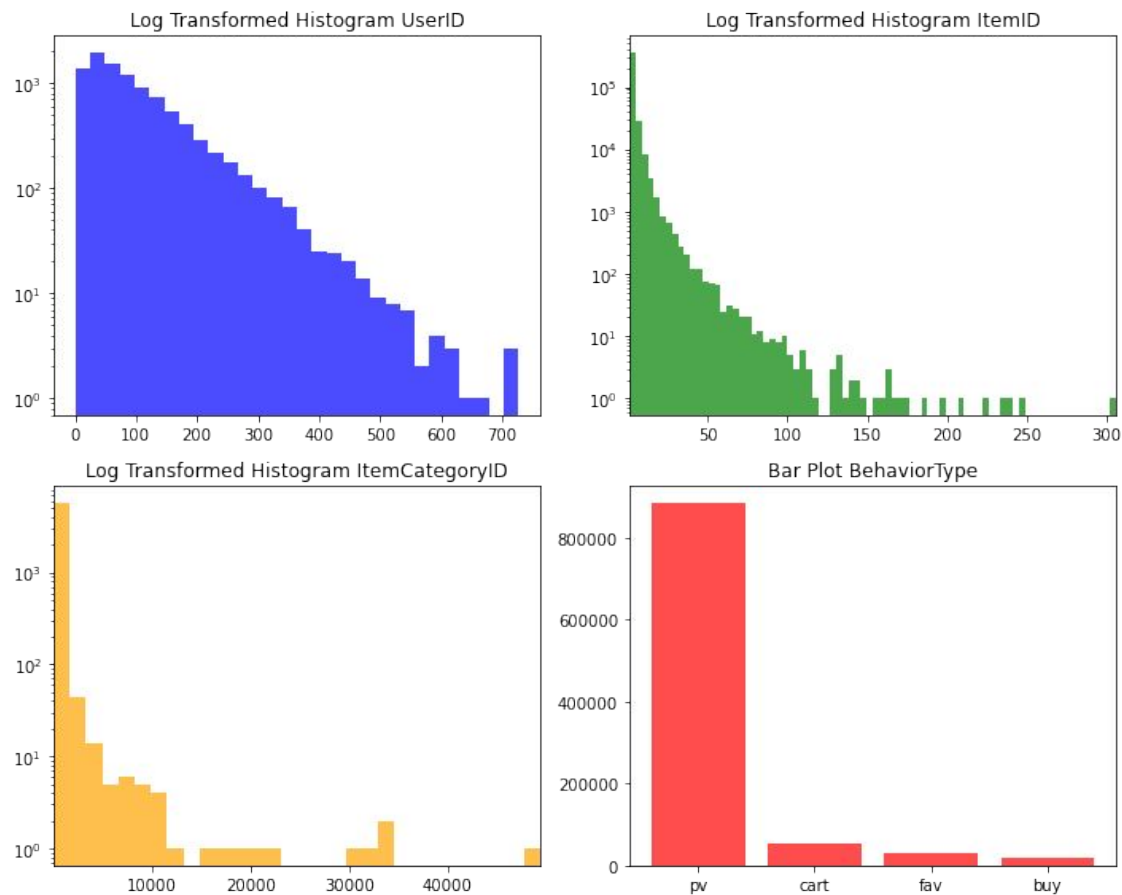 Log Transformed Histogram UserID
10³
10²
10¹
10⁰
0 100 200 300 400 500 600 700
Log Transformed Histogram ItemID
10⁵
10⁴
10³
10²
10¹
10⁰
50 100 150 200 250 300
Log Transformed Histogram ItemCategoryID
10³
10²
10¹
10⁰
10000 20000 30000 40000
Bar Plot BehaviorType
800000
600000
400000
200000
0
pv cart fav buy